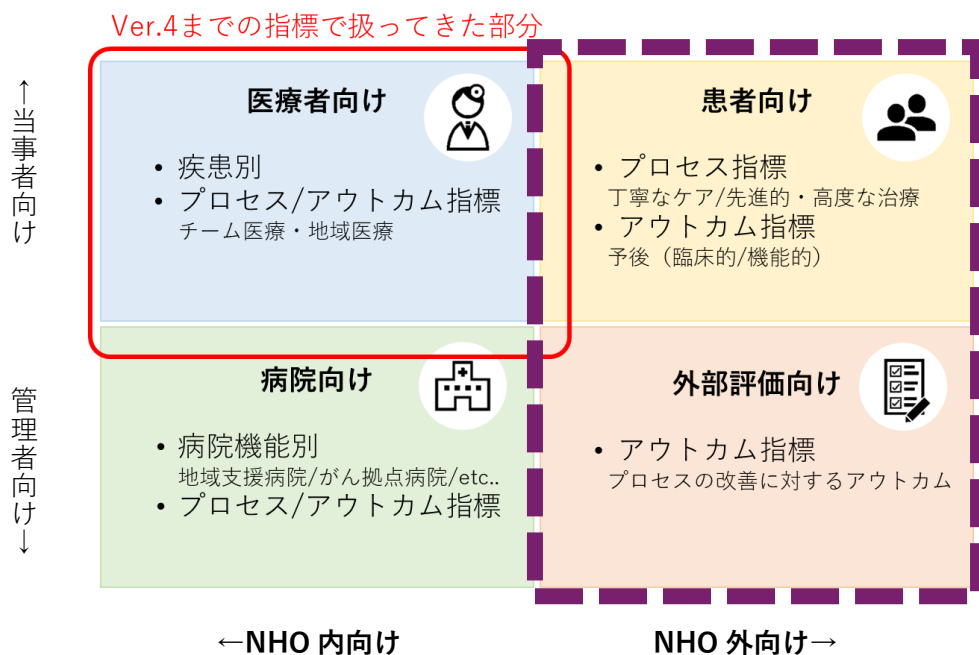 Ver.4までの指標で扱ってきた部分
←当事者向け
医療者向け
• 疾患別
• プロセス/アウトカム指標
チーム医療・地域医療
患者向け
• プロセス指標
丁寧なケア/先進的・高度な治療
• アウトカム指標
予後（臨床的/機能的）
管理者向け→
病院向け
• 病院機能別
地域支援病院/がん拠点病院/etc..
• プロセス/アウトカム指標
外部評価向け
• アウトカム指標
プロセスの改善に対するアウトカム
←NHO 内向け
NHO 外向け→